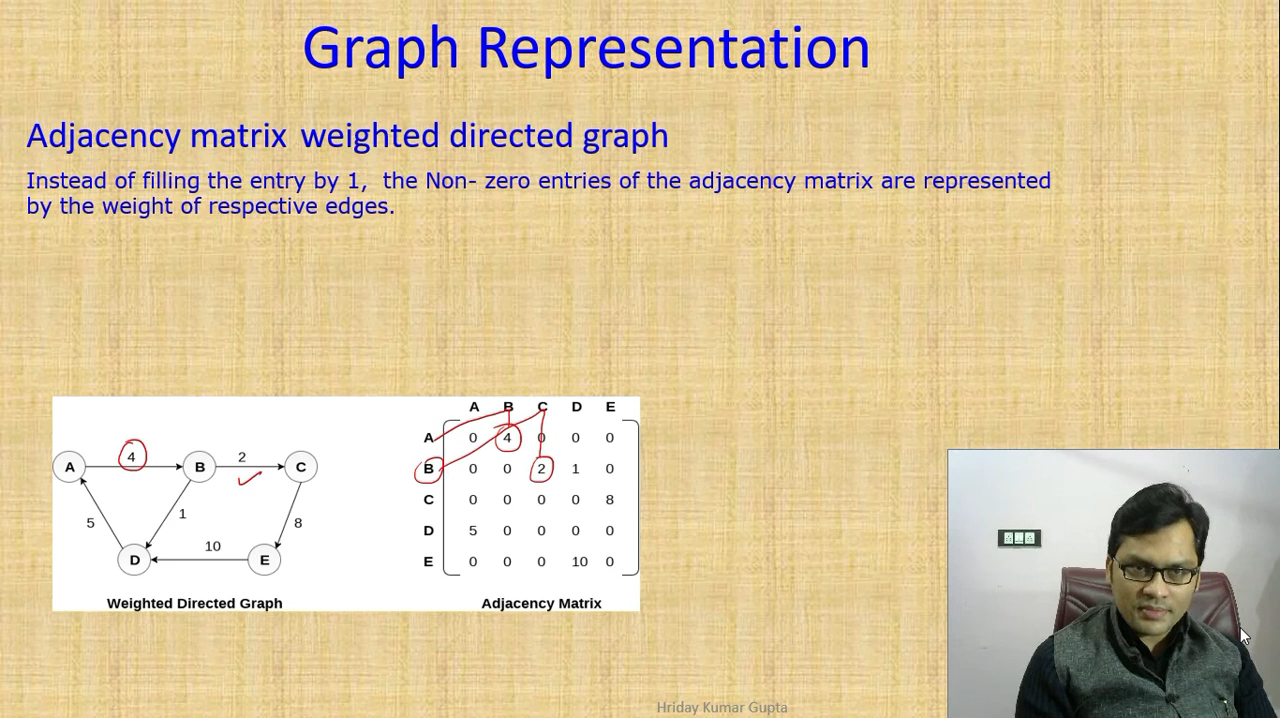 Graph Representation
Adjacency matrix weighted directed graph
Instead of filling the entry by 1, the Non- zero entries of the adjacency matrix are represented
by the weight of respective edges.
4
2
A
B
C
5
1
8
10
D
E
Weighted Directed Graph
A B C D E
A 0 4 0 0 0
B 0 0 2 1 0
C 0 0 0 0 8
D 5 0 0 0 0
E 0 0 0 10 0
Adjacency Matrix
Hriday Kumar Gupta